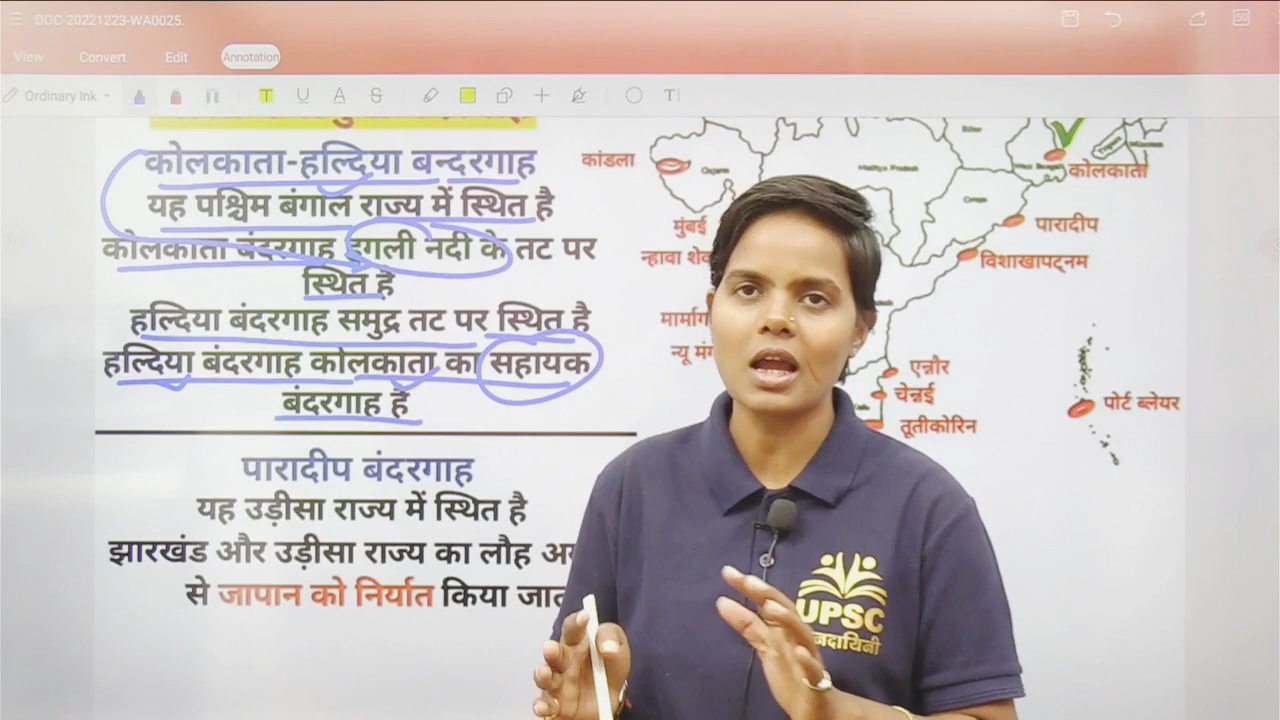 DOC-20221223-WA0025.
View Convert Edit Annotation
Ordinary Ink
कोलकाता-हल्दिया बन्दरगाह
यह पश्चिम बंगाल राज्य में स्थित है
कोलकाता बंदरगाह हुगली नदी के तट पर
स्थित है
हल्दिया बंदरगाह समुद्र तट पर स्थित है
हल्दिया बंदरगाह कोलकाता का सहायक
बंदरगाह है
पारादीप बंदरगाह
यह उड़ीसा राज्य में स्थित है
झारखंड और उड़ीसा राज्य का लौह
से जापान को निर्यात किया
कांडला
कोलकाता
मुंबई
पारादीप
न्हावा
विशाखापट्नम
न्यू
एन्नौर
चेन्नई
पोर्ट ब्लेयर
तूतीकोरिन
UPSC